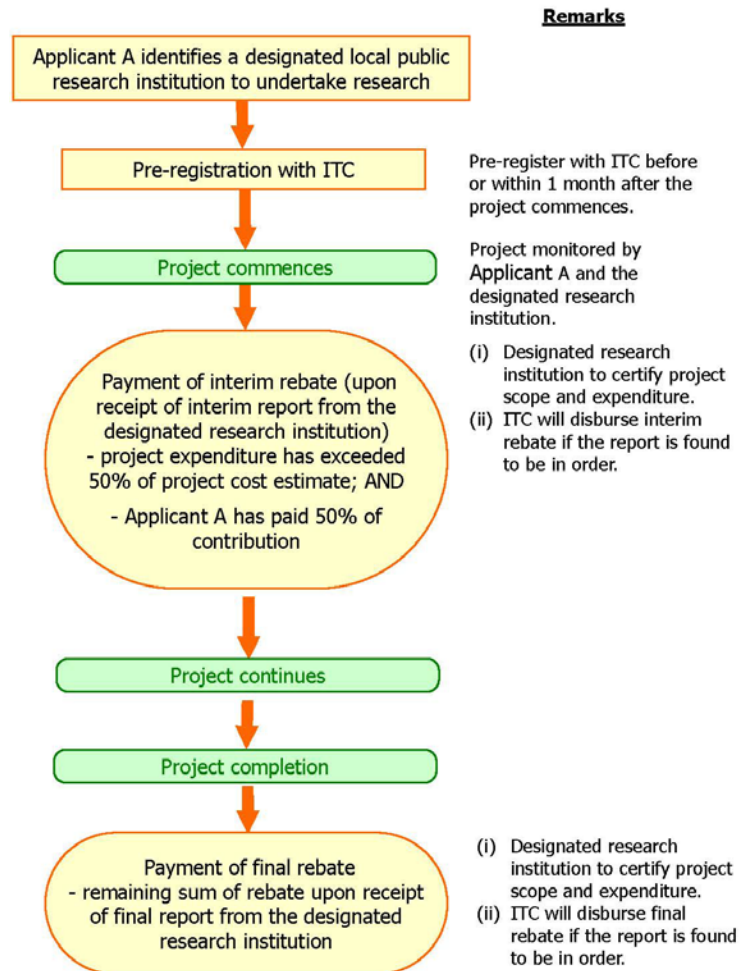 Remarks
Applicant A identifies a designated local public
research institution to undertake research
Pre-registration with ITC
Pre-register with ITC before
or within 1 month after the
project commences.
Project commences
Project monitored by
Applicant A and the
designated research
institution.
Payment of interim rebate (upon
receipt of interim report from the
designated research institution)
- project expenditure has exceeded
50% of project cost estimate; AND
- Applicant A has paid 50% of
contribution
(i) Designated research
institution to certify project
scope and expenditure.
(ii) ITC will disburse interim
rebate if the report is found
to be in order.
Project continues
Project completion
Payment of final rebate
- remaining sum of rebate upon receipt
of final report from the designated
research institution
(i) Designated research
institution to certify project
scope and expenditure.
(ii) ITC will disburse final
rebate if the report is found
to be in order.